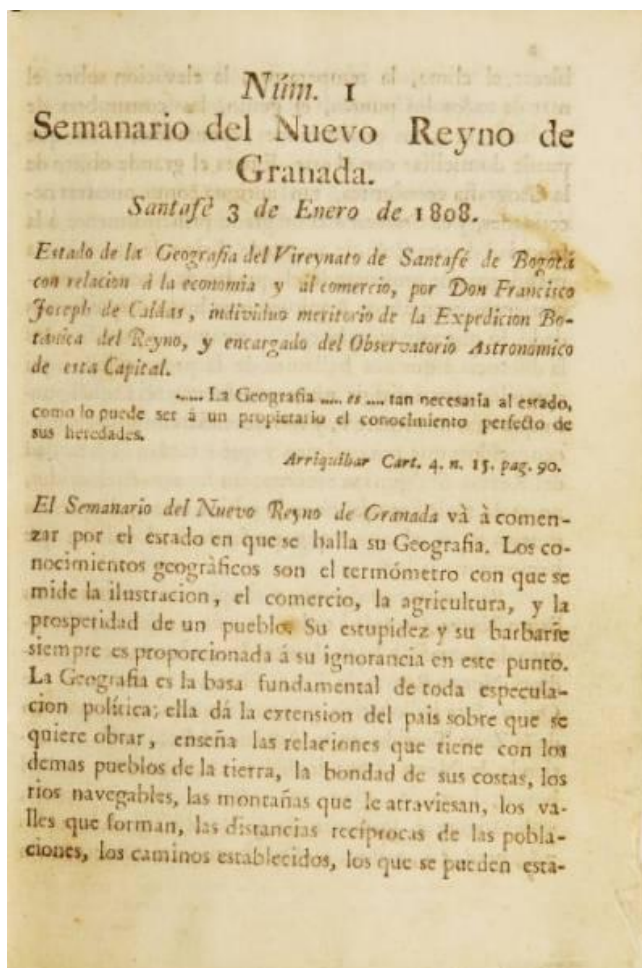 Núm. 1
Semanario del Nuevo Reyno de
Granada.
Santafé 3 de Enero de 1808.
Estado de la Geografia del Vireynato de Santafé de Bogotá
con relacion á la economia y al comercio, por Don Francisco
Joseph de Caldas, individuo meritorio de la Expedicion Bo-
tánica del Reyno, y encargado del Observatorio Astronómico
de esta Capital.
..... La Geografia ..... es .... tan necesaria al estado,
como lo puede ser á un propietario el conocimiento perfecto de
sus heredades.
Arriquibar Cart. 4. n. 15. pag. 90.
El Semanario del Nuevo Reyno de Granada và à comen-
zar por el estado en que se halla su Geografia. Los co-
nocimientos geogràficos son el termómetro con que se
mide la ilustracion, el comercio, la agricultura, y la
prosperidad de un pueblo. Su estupidez y su barbarie
siempre es proporcionada á su ignorancia en este punto.
La Geografia es la basa fundamental de toda especula-
cion política; ella dá la extension del pais sobre que se
quiere obrar, enseña las relaciones que tiene con los
demas pueblos de la tierra, la bondad de sus costas, los
rios navegables, las montañas que le atraviesan, los va-
lles que forman, las distancias recíprocas de las pobla-
ciones, los caminos establecidos, los que se pueden esta-